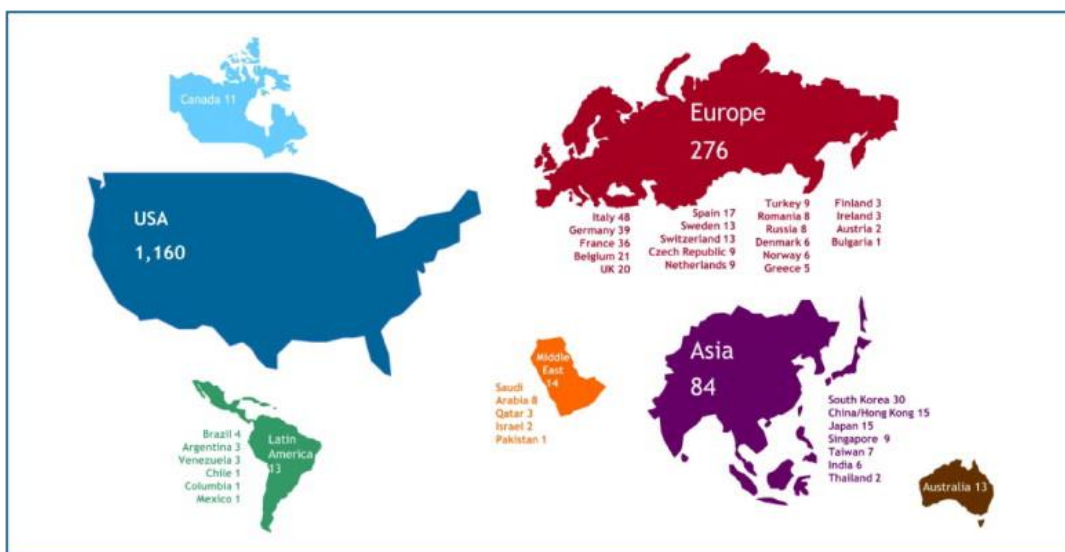 Canada 11
USA
1,160
Europe
276
Italy 48
Germany 39
France 36
Belgium 21
UK 20
Spain 17
Sweden 13
Switzerland 13
Czech Republic 9
Netherlands 9
Turkey 9
Romania 8
Russia 8
Denmark 6
Norway 6
Greece 5
Finland 3
Ireland 3
Austria 2
Bulgaria 1
Latin
America
13
Brazil 4
Argentina 3
Venezuela 3
Chile 1
Columbia 1
Mexico 1
Middle
East
14
Saudi
Arabia 8
Qatar 3
Israel 2
Pakistan 1
Asia
84
South Korea 30
China/Hong Kong 15
Japan 15
Singapore 9
Taiwan 7
India 6
Thailand 2
Australia 13